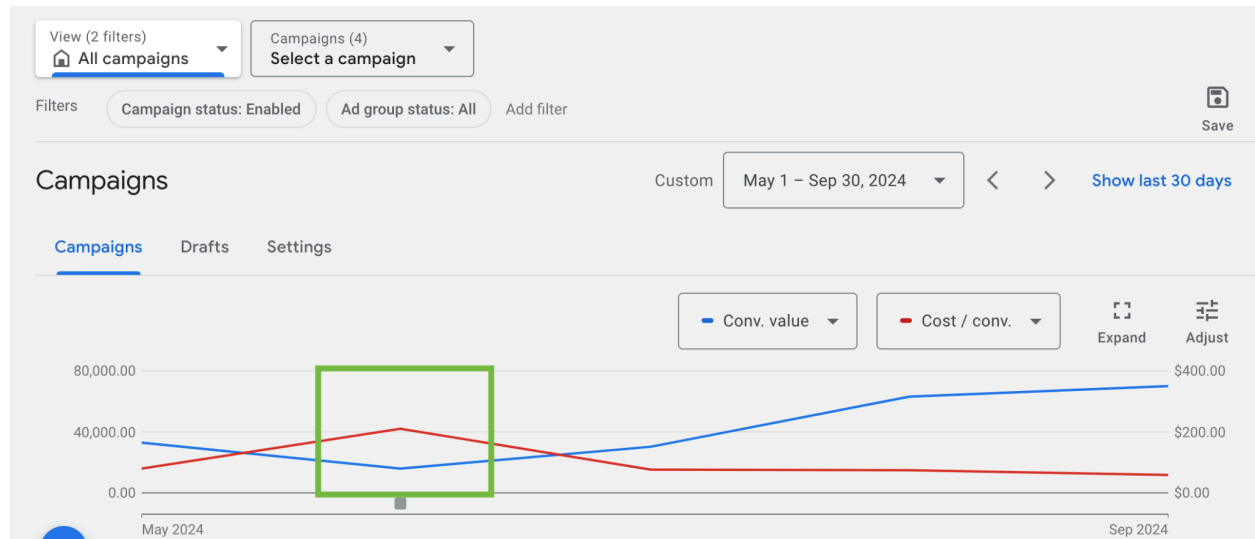 View (2 filters)
All campaigns
Campaigns (4)
Select a campaign
Filters
Campaign status: Enabled
Ad group status: All
Add filter
Save
Campaigns
Custom
May 1 – Sep 30, 2024
Show last 30 days
Campaigns
Drafts
Settings
Conv. value
Cost / conv.
Expand
Adjust
80,000.00
$400.00
40,000.00
$200.00
0.00
$0.00
May 2024
Sep 2024